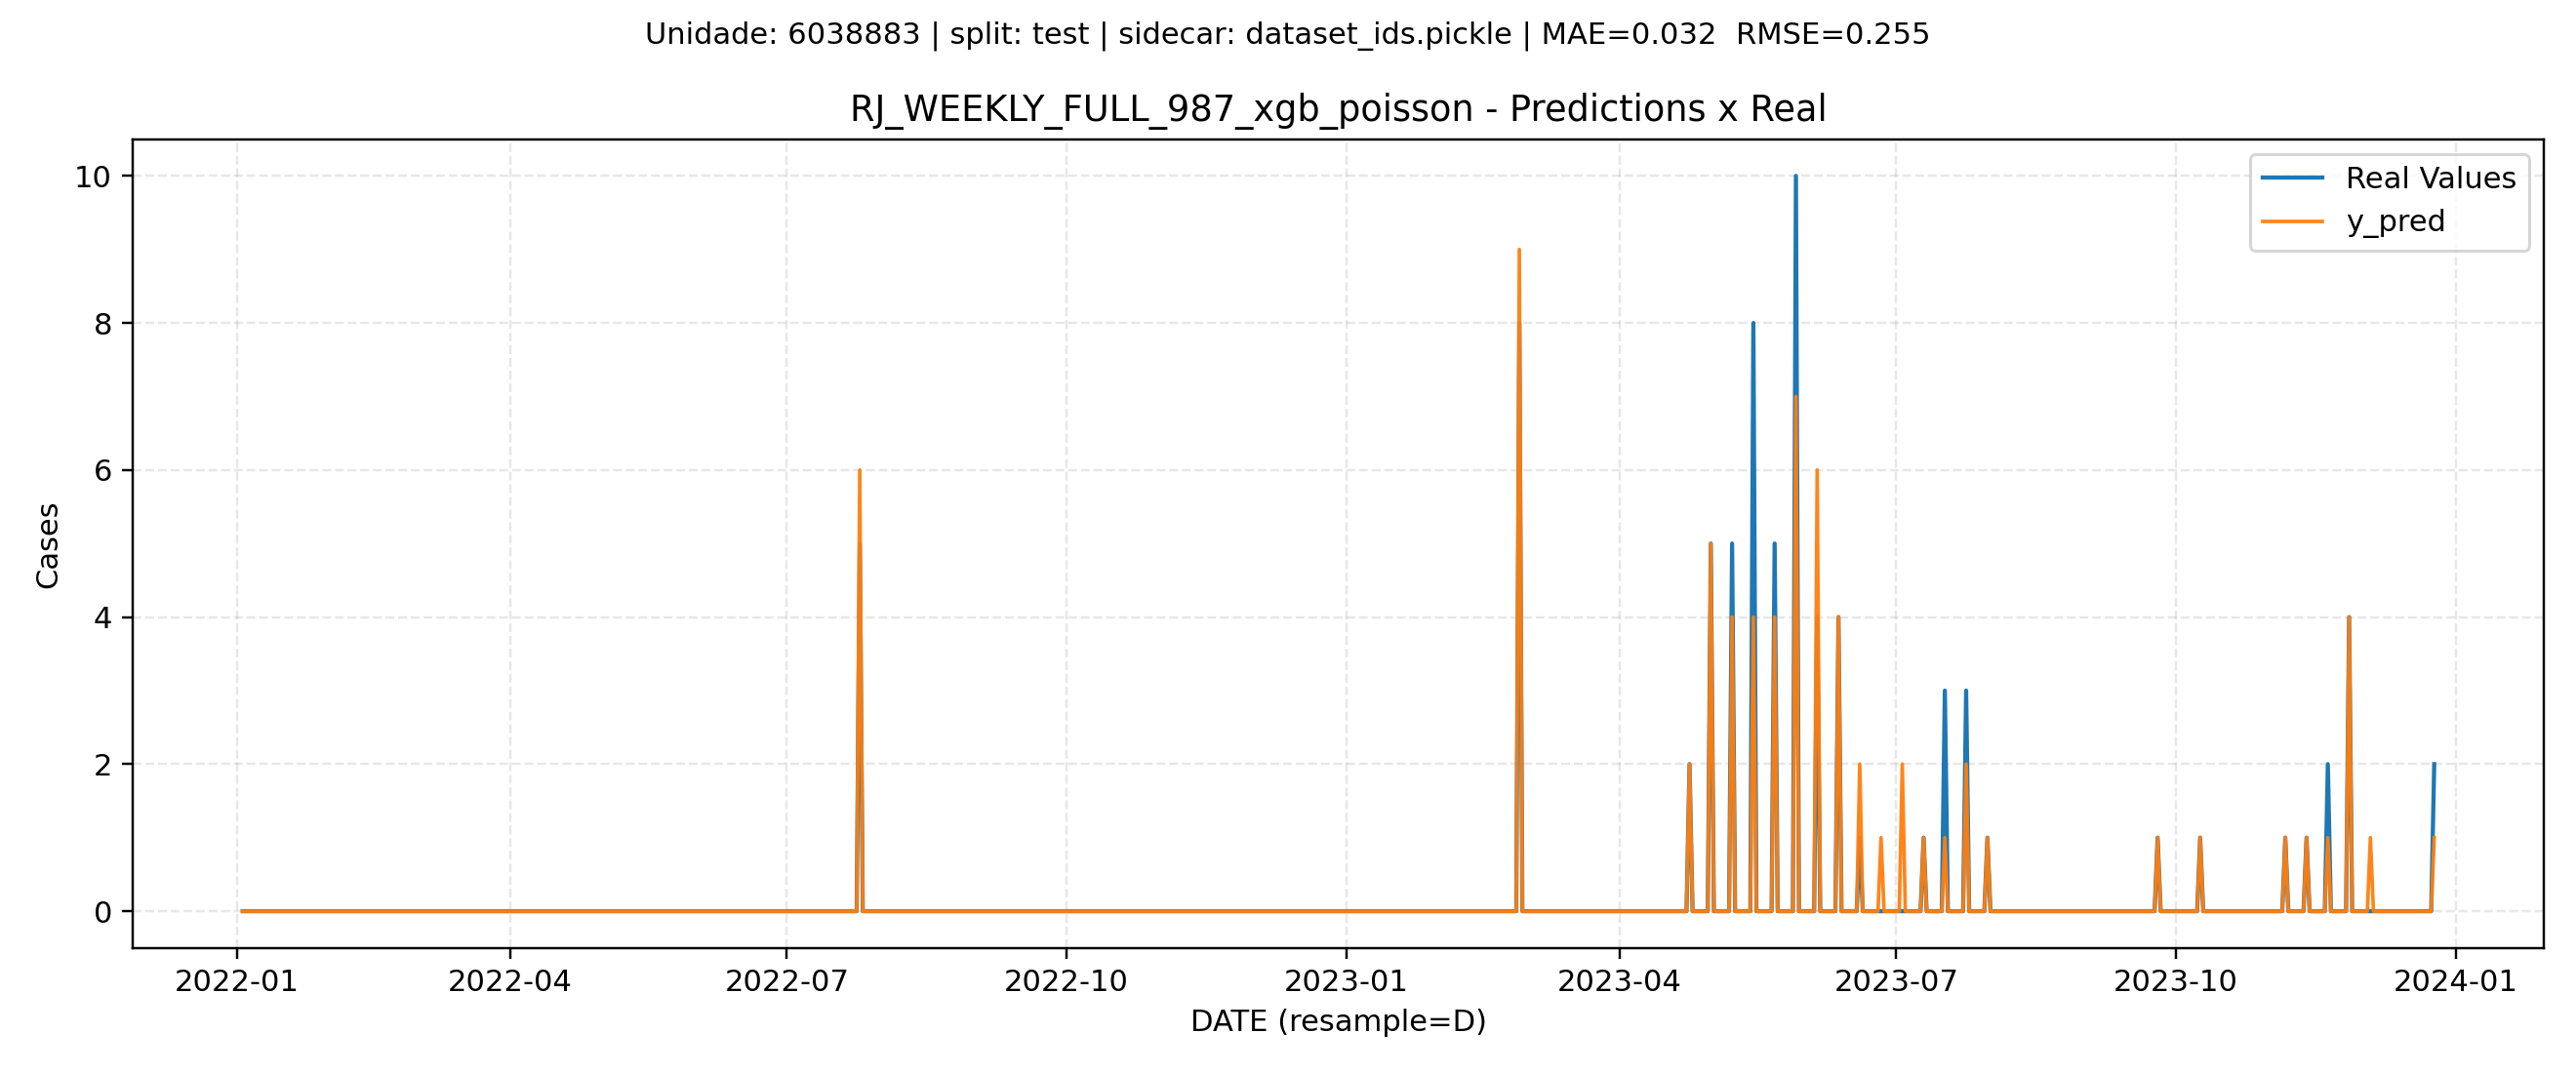 Unidade: 6038883 | split: test | sidecar: dataset_ids.pickle | MAE=0.032  RMSE=0.255
RJ_WEEKLY_FULL_987_xgb_poisson - Predictions x Real
Real Values
y_pred
10
8
6
4
2
0
Cases
2022-01 2022-04 2022-07 2022-10 2023-01 2023-04 2023-07 2023-10 2024-01
DATE (resample=D)